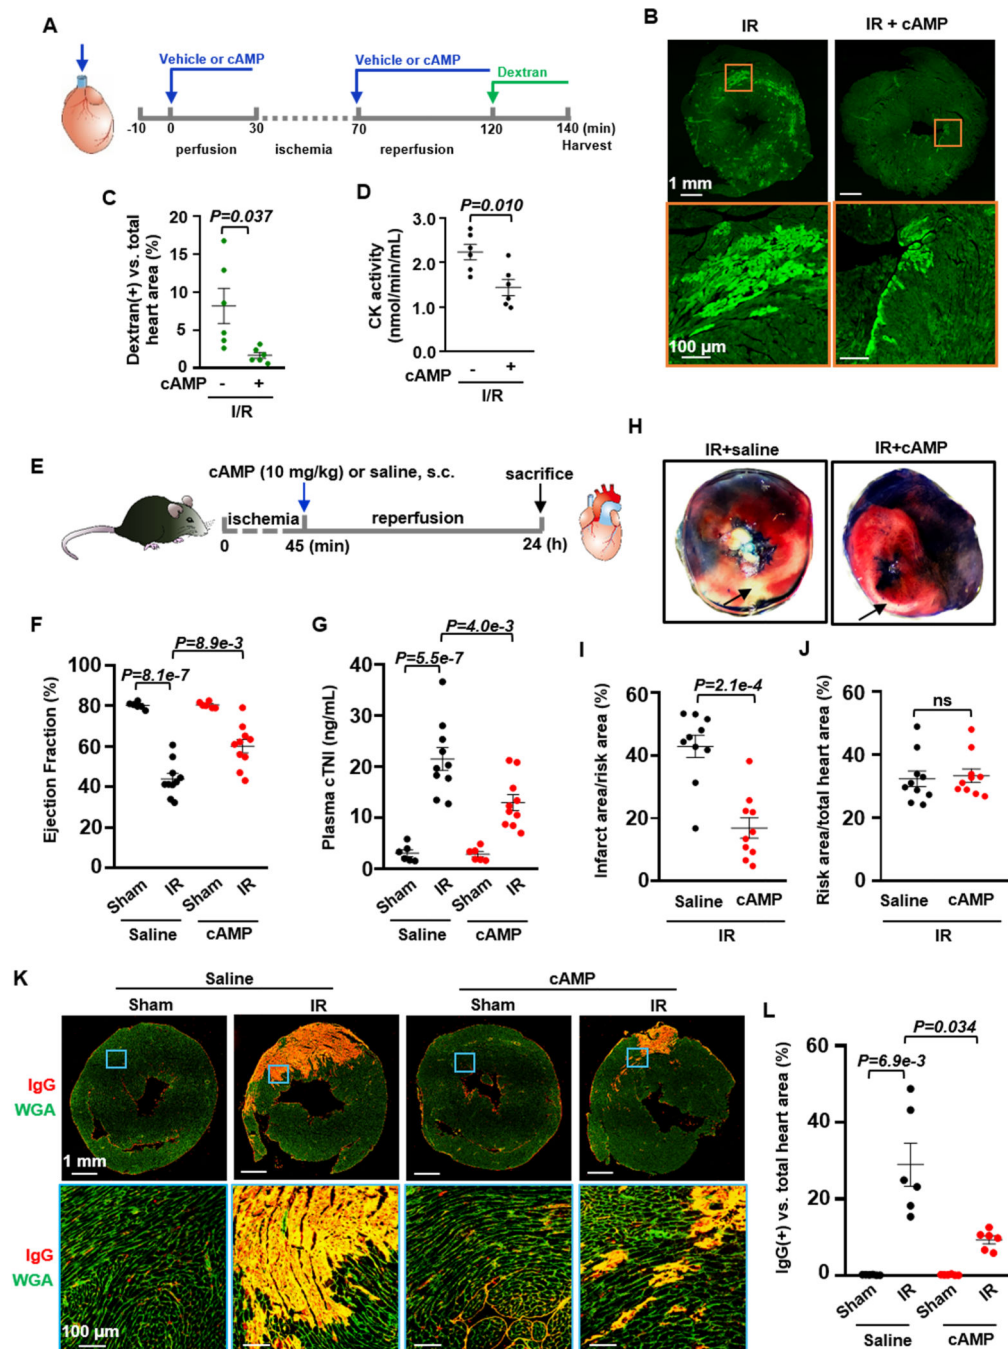 A
Vehicle or cAMP
Vehicle or cAMP
Dextran
-10 0 30 70 120 140 (min)
perfusion ischemia reperfusion Harvest
B
IR IR + cAMP
1 mm
100 µm
C
P=0.037
Dextran(+) vs. total
heart area (%)
20
15
10
5
0
cAMP - +
I/R
D
P=0.010
CK activity
(nmol/min/mL)
3.0
2.0
1.0
0.0
cAMP - +
I/R
E
cAMP (10 mg/kg) or saline, s.c.
sacrifice
ischemia reperfusion
0 45 (min) 24 (h)
H
IR+saline IR+cAMP
F
P=8.9e-3
P=8.1e-7
Ejection Fraction (%)
100
80
60
40
20
0
Sham IR Sham IR
Saline cAMP
G
P=4.0e-3
P=5.5e-7
Plasma cTNI (ng/mL)
40
30
20
10
0
Sham IR Sham IR
Saline cAMP
I
P=2.1e-4
Infarct area/risk area (%)
60
40
20
0
Saline cAMP
IR
J
ns
Risk area/total heart area (%)
60
40
20
0
Saline cAMP
IR
K
Saline cAMP
Sham IR Sham IR
IgG
WGA
1 mm
IgG
WGA
100 µm
L
P=0.034
P=6.9e-3
IgG(+) vs. total heart area (%)
60
40
20
0
Sham IR Sham IR
Saline cAMP